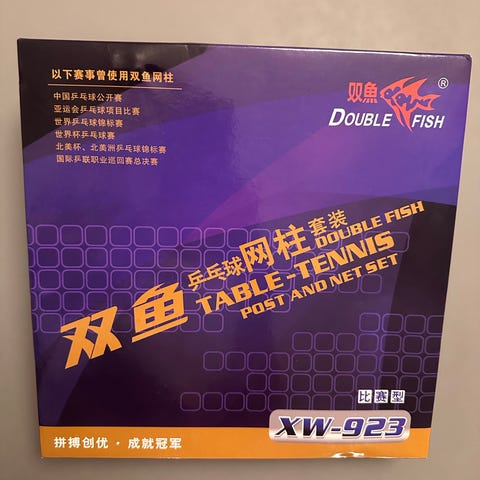 以下赛事曾使用双鱼网柱
中国乒乓球公开赛
亚运会乒乓球项目比赛
世界乒乓球锦标赛
世界杯乒乓球赛
北美杯、北美洲乒乓球锦标赛
国际乒联职业巡回赛总决赛
双魚
®
DOUBLE FISH
双鱼 乒乓球网柱套装
DOUBLE FISH
TABLE-TENNIS
POST AND NET SET
比赛型
XW-923
拼搏创优·成就冠军